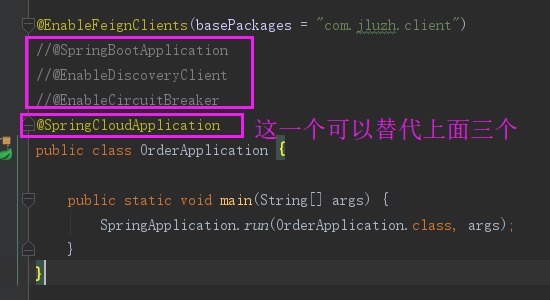 @EnableFeignClients(basePackages = "com.jluzh.client")
//@SpringBootApplication
//@EnableDiscoveryClient
//@EnableCircuitBreaker
@SpringCloudApplication 这一个可以替代上面三个
public class OrderApplication {
public static void main(String[] args) {
SpringApplication.run(OrderApplication.class, args);
}
}